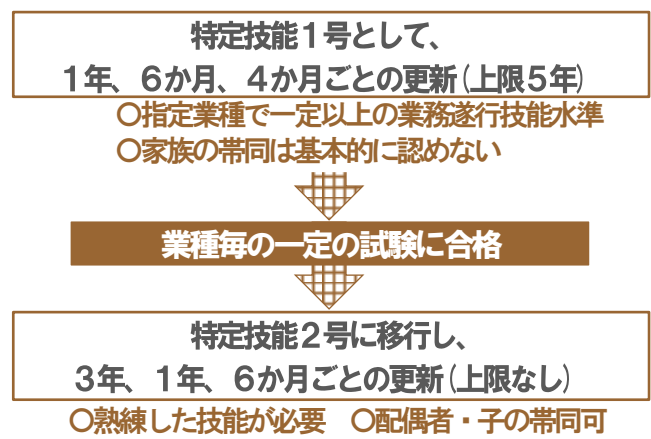 特定技能１号として、
１年、６か月、４か月ごとの更新(上限５年)
〇指定業種で一定以上の業務遂行技能水準
〇家族の帯同は基本的に認めない
業種毎の一定の試験に合格
特定技能２号に移行し、
３年、１年、６か月ごとの更新(上限なし)
〇熟練した技能が必要　〇配偶者・子の帯同可